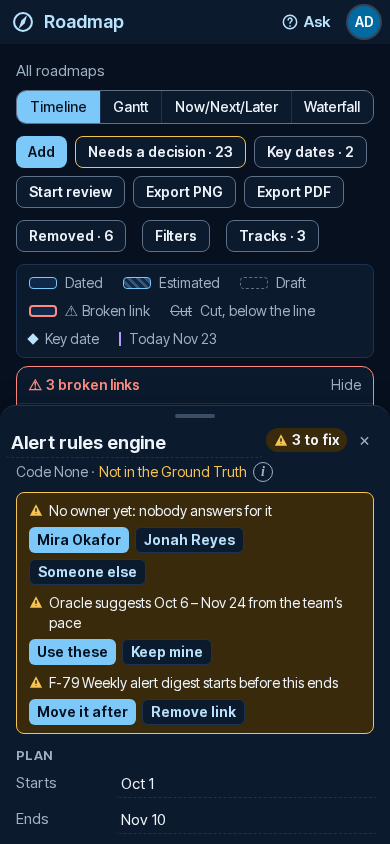 Roadmap
Ask
AD
All roadmaps
Timeline Gantt Now/Next/Later Waterfall
Add Needs a decision · 23 Key dates · 2
Start review Export PNG Export PDF
Removed · 6 Filters Tracks · 3
Dated Estimated Draft
⚠ Broken link Cut Cut, below the line
Key date Today Nov 23
⚠ 3 broken links Hide
Alert rules engine ⚠ 3 to fix ×
Code None · Not in the Ground Truth i
⚠ No owner yet: nobody answers for it
Mira Okafor Jonah Reyes
Someone else
⚠ Oracle suggests Oct 6 – Nov 24 from the team's
pace
Use these Keep mine
⚠ F-79 Weekly alert digest starts before this ends
Move it after Remove link
PLAN
Starts Oct 1
Ends Nov 10